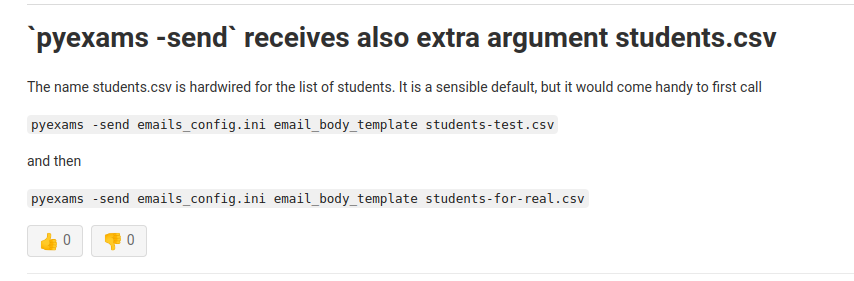 `pyexams -send` receives also extra argument students.csv
The name students.csv is hardwired for the list of students. It is a sensible default, but it would come handy to first call
pyexams -send emails_config.ini email_body_template students-test.csv
and then
pyexams -send emails_config.ini email_body_template students-for-real.csv
👍 0 👎 0